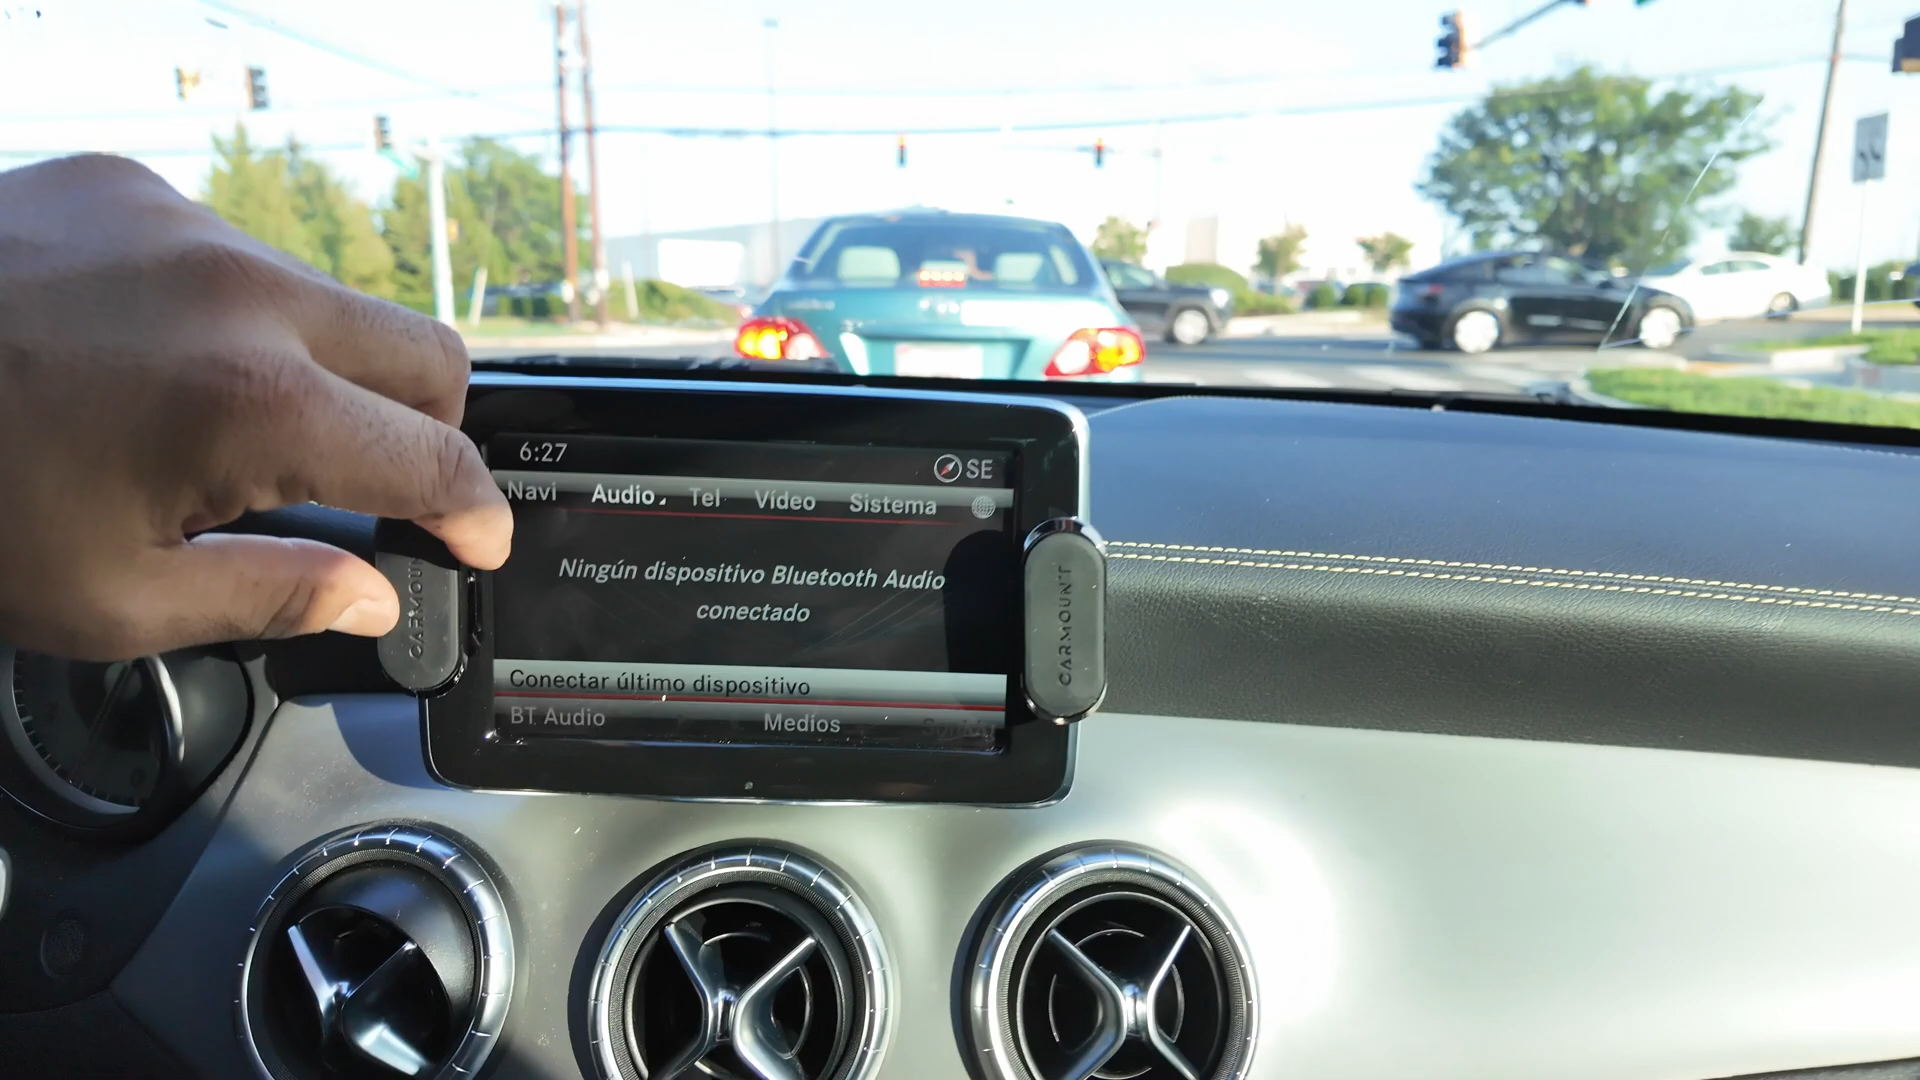 6:27
SE
Navi Audio Tel Vídeo Sistema
Ningún dispositivo Bluetooth Audio
conectado
Conectar último dispositivo
BT Audio Medios
CARMOUNT
CARMOUNT